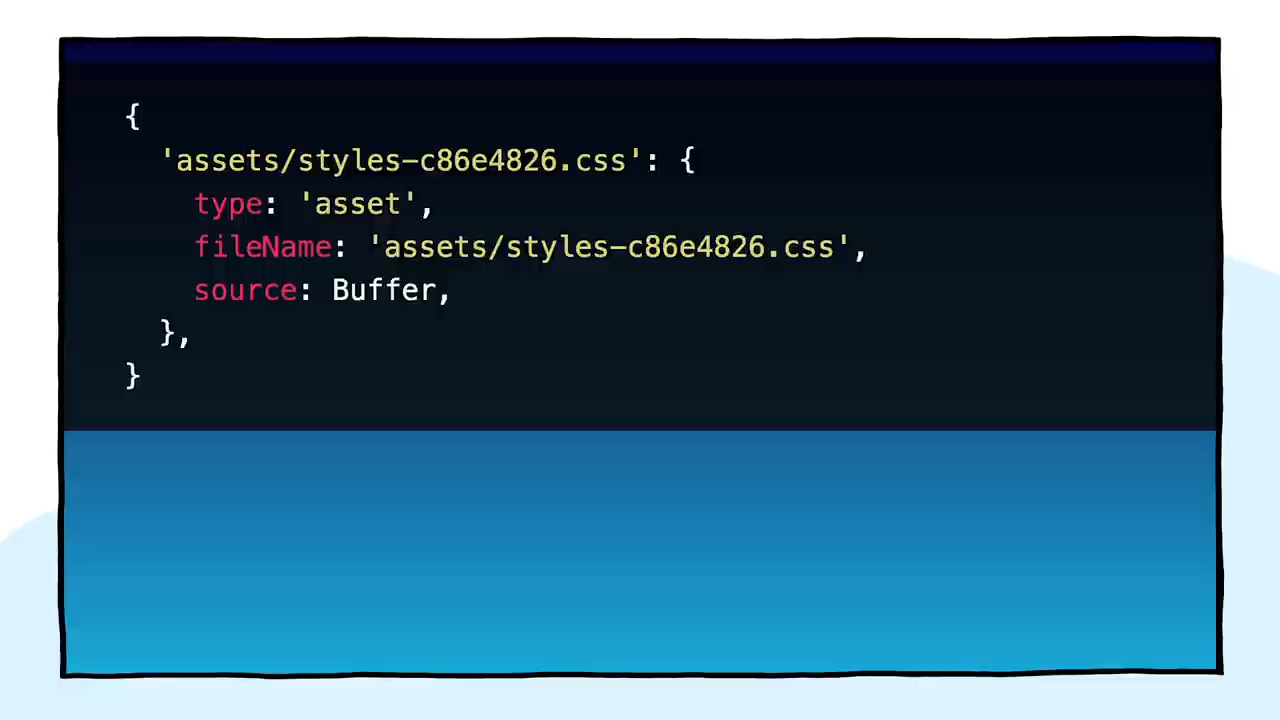 {
'assets/styles-c86e4826.css': {
type: 'asset',
fileName: 'assets/styles-c86e4826.css',
source: Buffer,
},
}